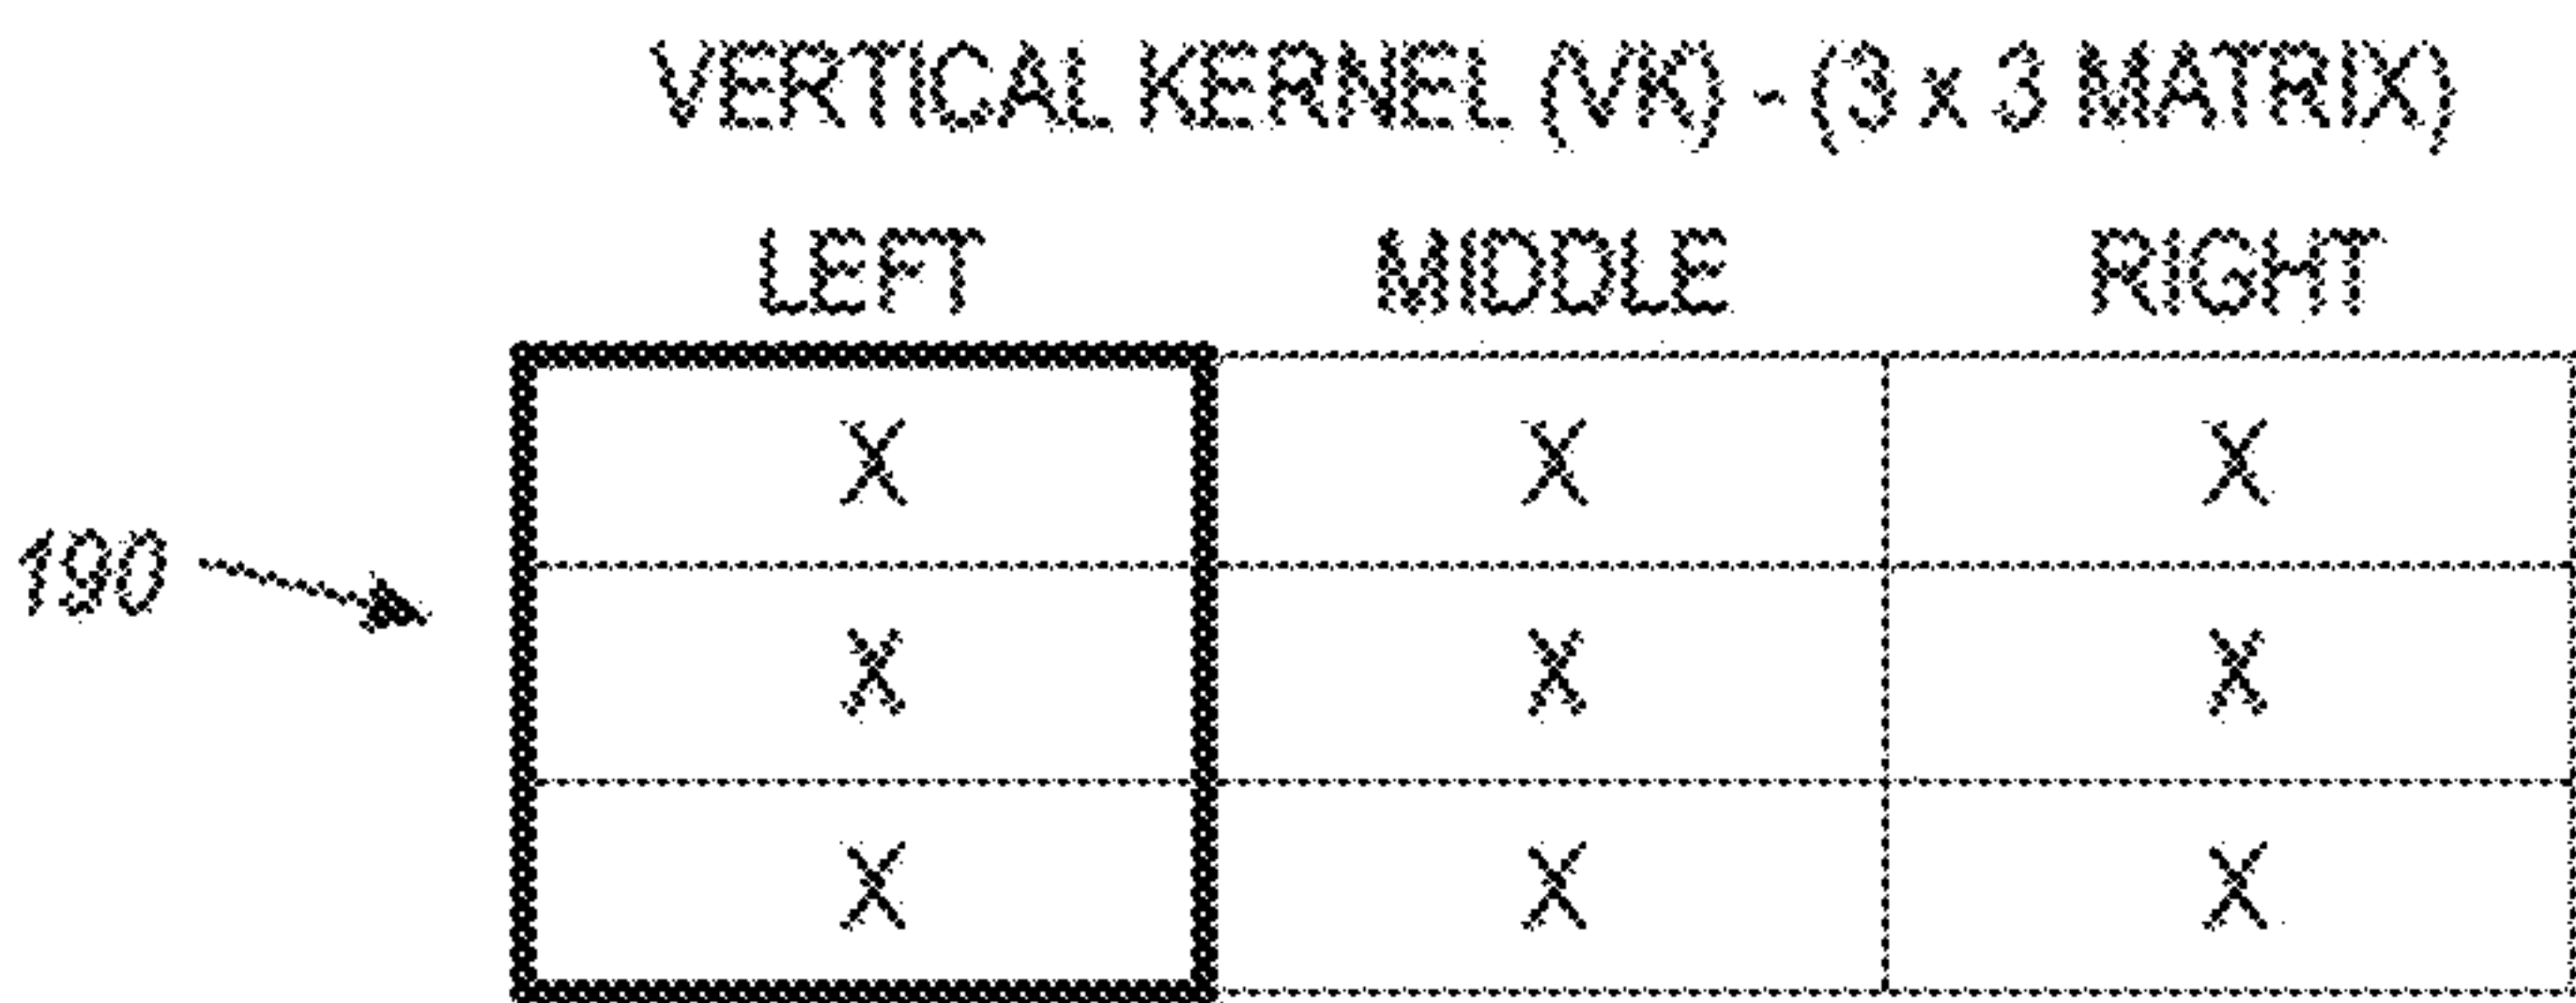 VERTICAL KERNEL (VK) - (3 x 3 MATRIX)
LEFT MIDDLE RIGHT
X X X
190
X X X
X X X